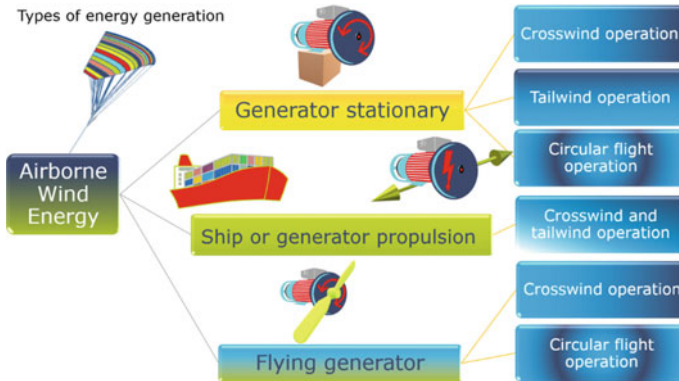 Types of energy generation
Airborne
Wind
Energy
Generator stationary
Crosswind operation
Tailwind operation
Circular flight
operation
Ship or generator propulsion
Crosswind and
tailwind operation
Flying generator
Crosswind operation
Circular flight
operation